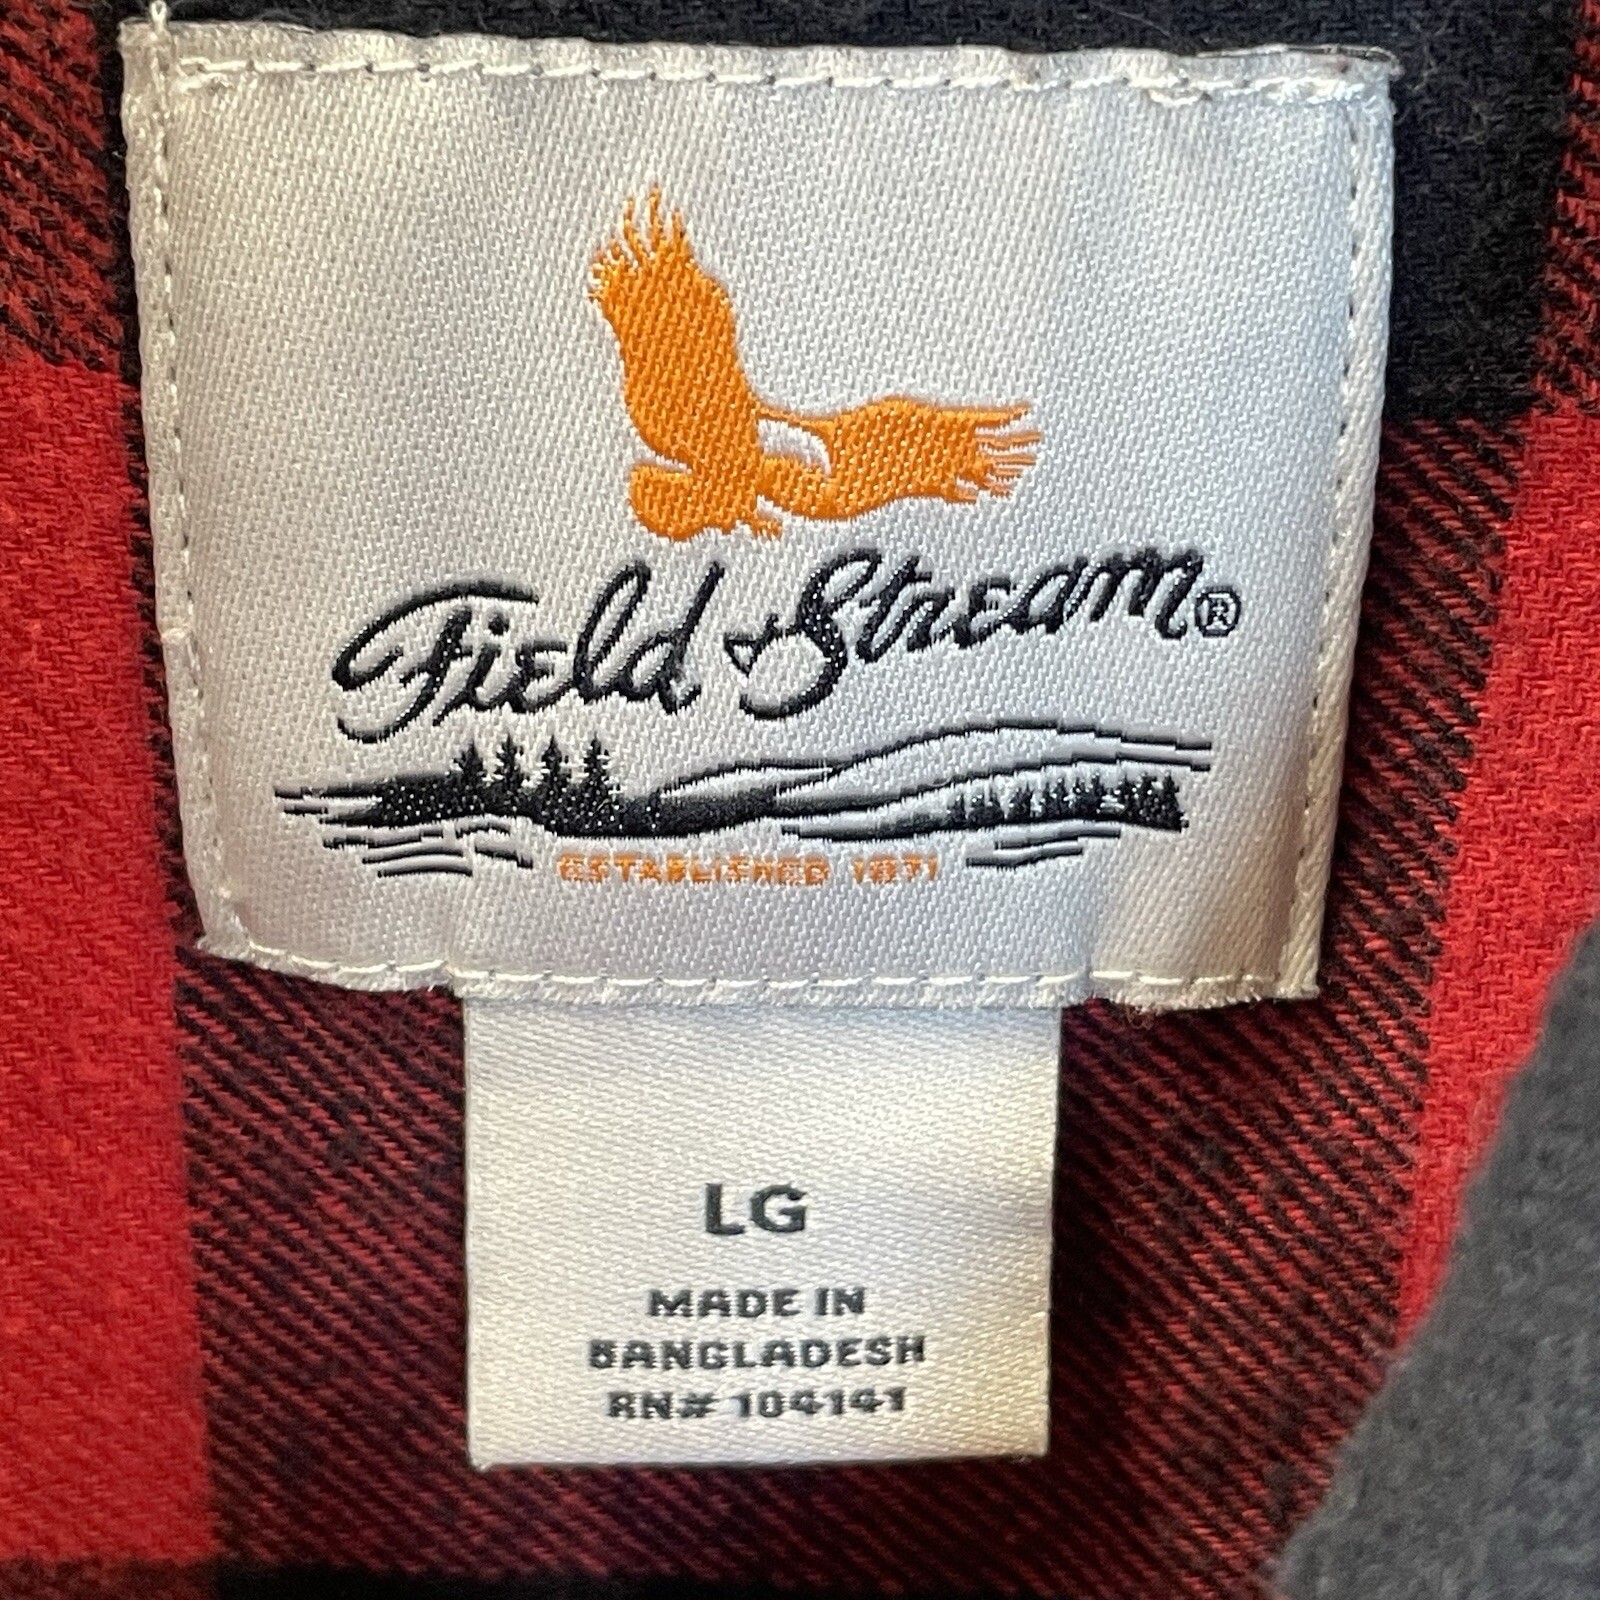 Field & Stream®
ESTABLISHED 1871
LG
MADE IN
BANGLADESH
RN# 104141